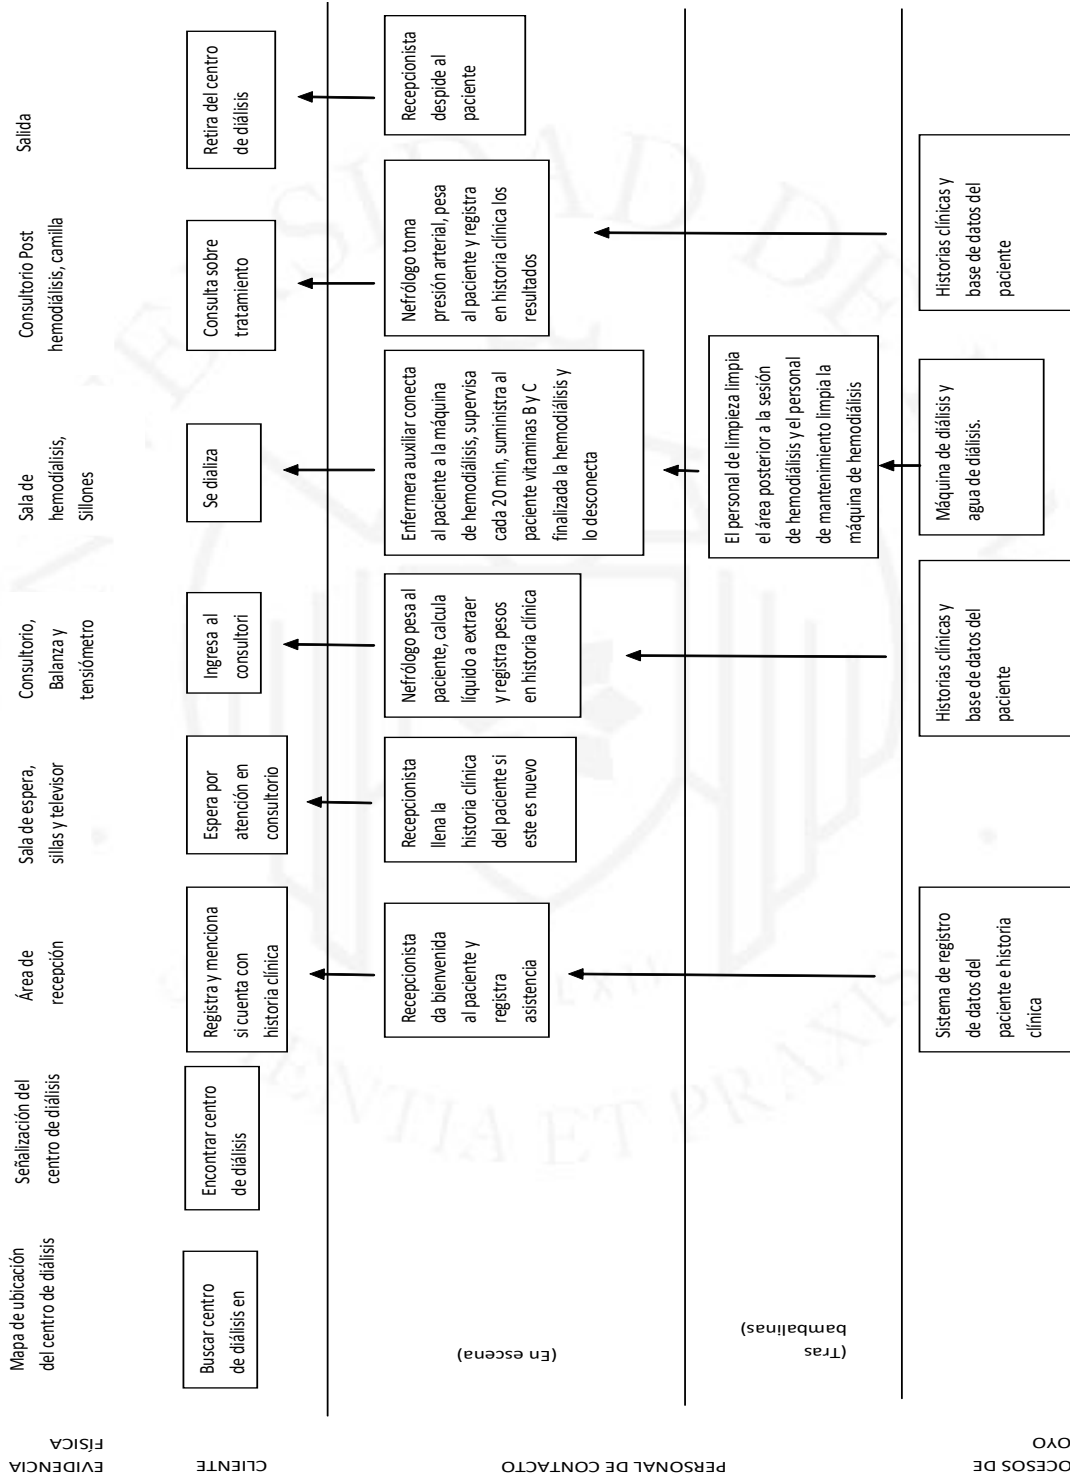 EVIDENCIA
FÍSICA
Mapa de ubicación
del centro de diálisis
Señalización del
centro de diálisis
Área de
recepción
Sala de espera,
sillas y televisor
Consultorio,
Balanza y
tensiómetro
Sala de
hemodiálisis,
Sillones
Consultorio Post
hemodiálisis, camilla
Salida
CLIENTE
Buscar centro
de diálisis en
Encontrar centro
de diálisis
Registra y menciona
si cuenta con
historia clínica
Espera por
atención en
consultorio
Ingresa al
consultori
Se dializa
Consulta sobre
tratamiento
Retira del centro
de diálisis
PERSONAL DE CONTACTO
(En escena)
Recepcionista
da bienvenida
al paciente y
registra
asistencia
Recepcionista
llena la
historia clínica
del paciente si
este es nuevo
Nefrólogo pesa al
paciente, calcula
líquido a extraer
y registra pesos
en historia clínica
Enfermera auxiliar conecta
al paciente a la máquina
de hemodiálisis, supervisa
cada 20 min, suministra al
paciente vitaminas B y C
finalizada la hemodiálisis y
lo desconecta
Nefrólogo toma
presión arterial, pesa
al paciente y registra
en historia clínica los
resultados
Recepcionista
despide al
paciente
(Tras
bambalinas)
El personal de limpieza limpia
el área posterior a la sesión
de hemodiálisis y el personal
de mantenimiento limpia la
máquina de hemodiálisis
OCESOS DE
OYO
Sistema de registro
de datos del
paciente e historia
clínica
Historias clínicas y
base de datos del
paciente
Máquina de diálisis y
agua de diálisis.
Historias clínicas y
base de datos del
paciente
ENTIA ET PRAXIS